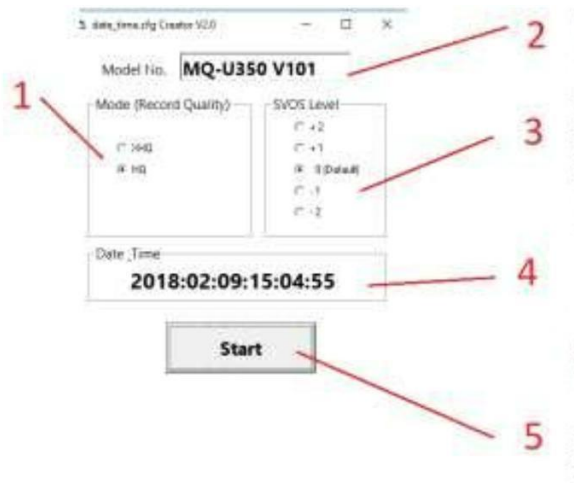 date_time.cfg Creator V2.0
Model No. MQ-U350 V101
2
1
Mode (Record Quality)
XHQ
HQ
SVOS Level
+2
+1
0 (Default)
-1
-2
3
Date_Time
2018:02:09:15:04:55
4
Start
5